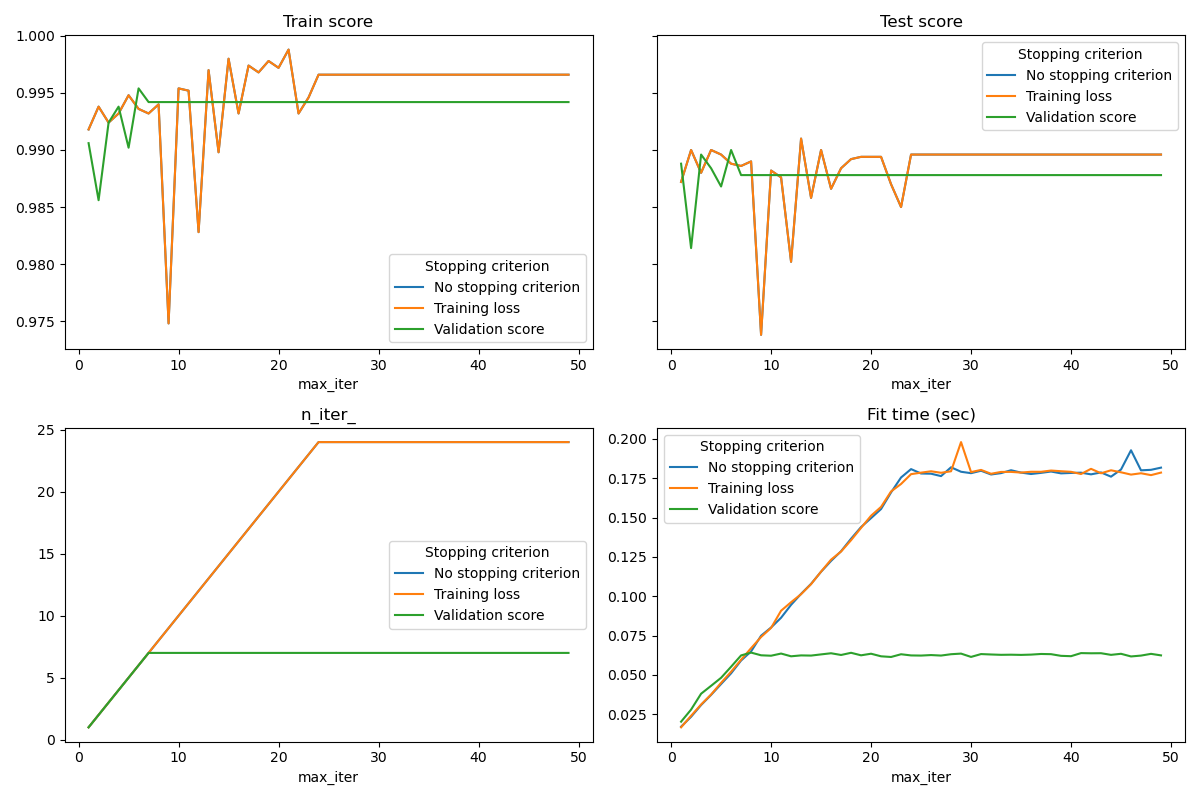 Train score
1.000
0.995
0.990
0.985
0.980
0.975
Stopping criterion
No stopping criterion
Training loss
Validation score
0 10 20 30 40 50
max_iter
Test score
Stopping criterion
No stopping criterion
Training loss
Validation score
0 10 20 30 40 50
max_iter
n_iter_
25
20
15
10
5
0
Stopping criterion
No stopping criterion
Training loss
Validation score
0 10 20 30 40 50
max_iter
Fit time (sec)
0.200
0.175
0.150
0.125
0.100
0.075
0.050
0.025
Stopping criterion
No stopping criterion
Training loss
Validation score
0 10 20 30 40 50
max_iter